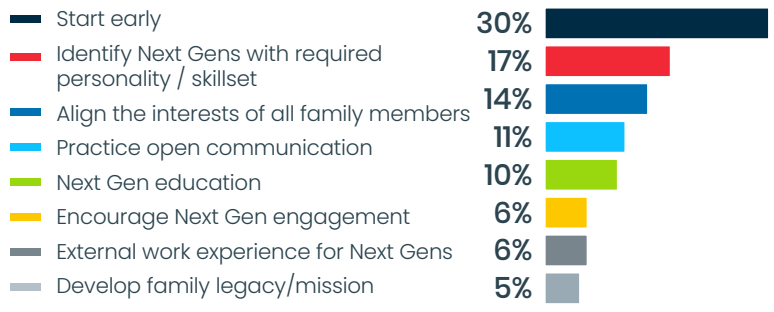 Start early 30%
Identify Next Gens with required
personality / skillset 17%
Align the interests of all family members 14%
Practice open communication 11%
Next Gen education 10%
Encourage Next Gen engagement 6%
External work experience for Next Gens 6%
Develop family legacy/mission 5%